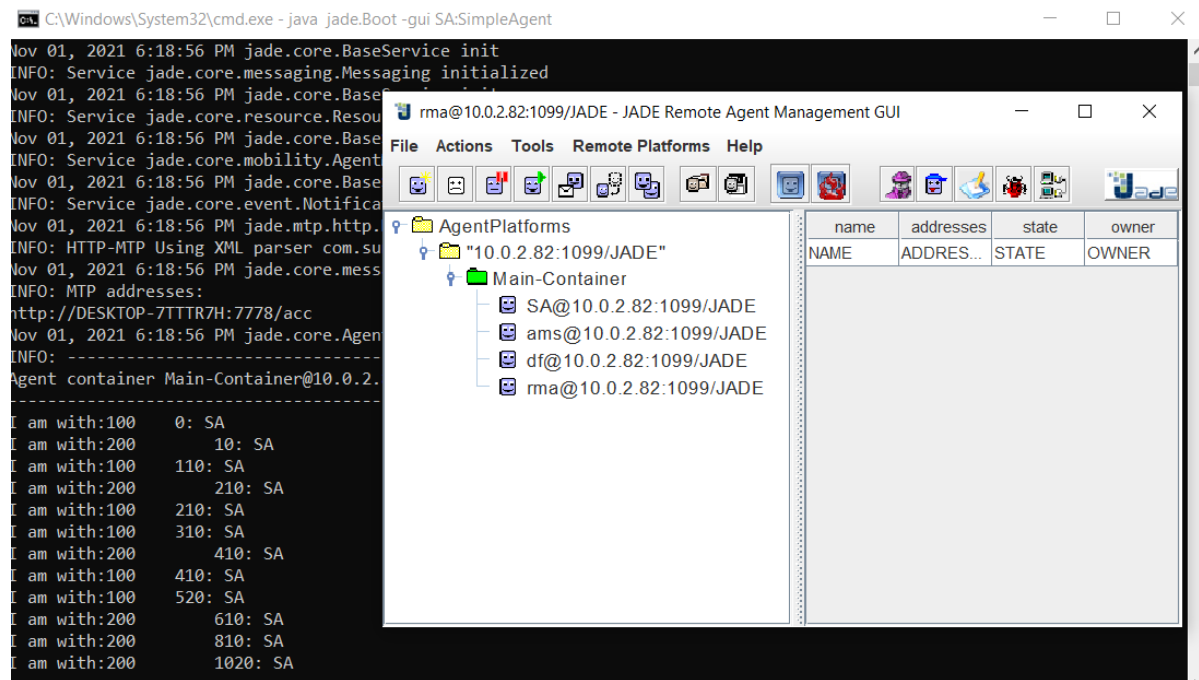 C:\Windows\System32\cmd.exe - java jade.Boot -gui SA:SimpleAgent
Nov 01, 2021 6:18:56 PM jade.core.BaseService init
INFO: Service jade.core.messaging.Messaging initialized
Nov 01, 2021 6:18:56 PM jade.core.Base
INFO: Service jade.core.resource.Resou
Nov 01, 2021 6:18:56 PM jade.core.Base
INFO: Service jade.core.mobility.Agent
Nov 01, 2021 6:18:56 PM jade.core.Base
INFO: Service jade.core.event.Notifica
Nov 01, 2021 6:18:56 PM jade.mtp.http.
INFO: HTTP-MTP Using XML parser com.su
Nov 01, 2021 6:18:56 PM jade.core.mess
INFO: MTP addresses:
http://DESKTOP-7TTTR7H:7778/acc
Nov 01, 2021 6:18:56 PM jade.core.Agen
INFO: ----------------------------------
Agent container Main-Container@10.0.2.
----------------------------------------
I am with:100    0: SA
I am with:200        10: SA
I am with:100    110: SA
I am with:200        210: SA
I am with:100    210: SA
I am with:100    310: SA
I am with:200        410: SA
I am with:100    410: SA
I am with:100    520: SA
I am with:200        610: SA
I am with:200        810: SA
I am with:200        1020: SA
rma@10.0.2.82:1099/JADE - JADE Remote Agent Management GUI
File Actions Tools Remote Platforms Help
Jade
AgentPlatforms
"10.0.2.82:1099/JADE"
Main-Container
SA@10.0.2.82:1099/JADE
ams@10.0.2.82:1099/JADE
df@10.0.2.82:1099/JADE
rma@10.0.2.82:1099/JADE
name addresses state owner
NAME ADDRES... STATE OWNER